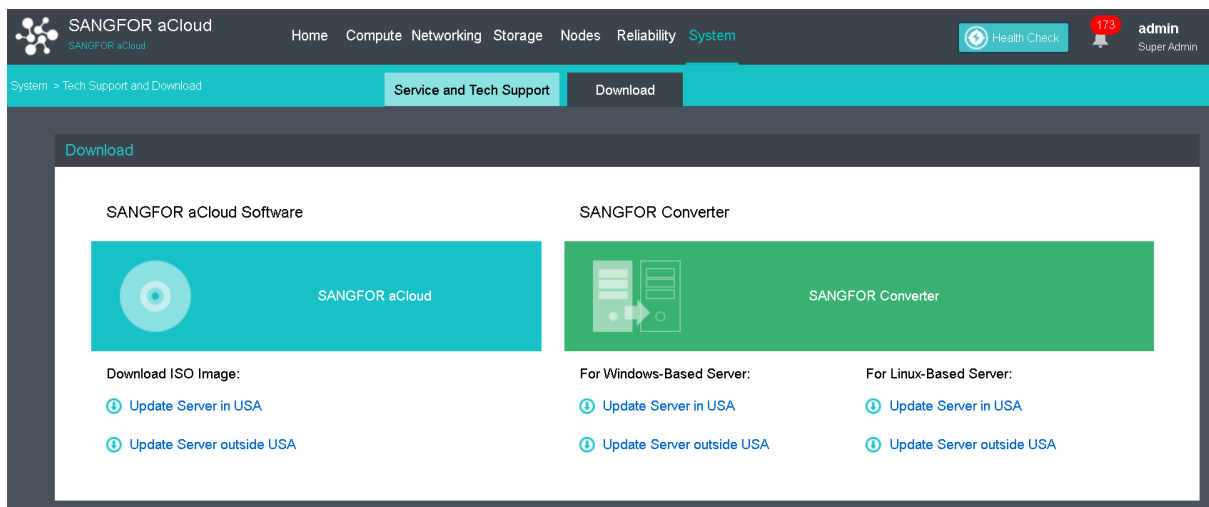 SANGFOR aCloud
SANGFOR aCloud
Home Compute Networking Storage Nodes Reliability System
Health Check
173
admin
Super Admin
System > Tech Support and Download
Service and Tech Support Download
Download
SANGFOR aCloud Software
SANGFOR aCloud
Download ISO Image:
Update Server in USA
Update Server outside USA
SANGFOR Converter
SANGFOR Converter
For Windows-Based Server:
Update Server in USA
Update Server outside USA
For Linux-Based Server:
Update Server in USA
Update Server outside USA